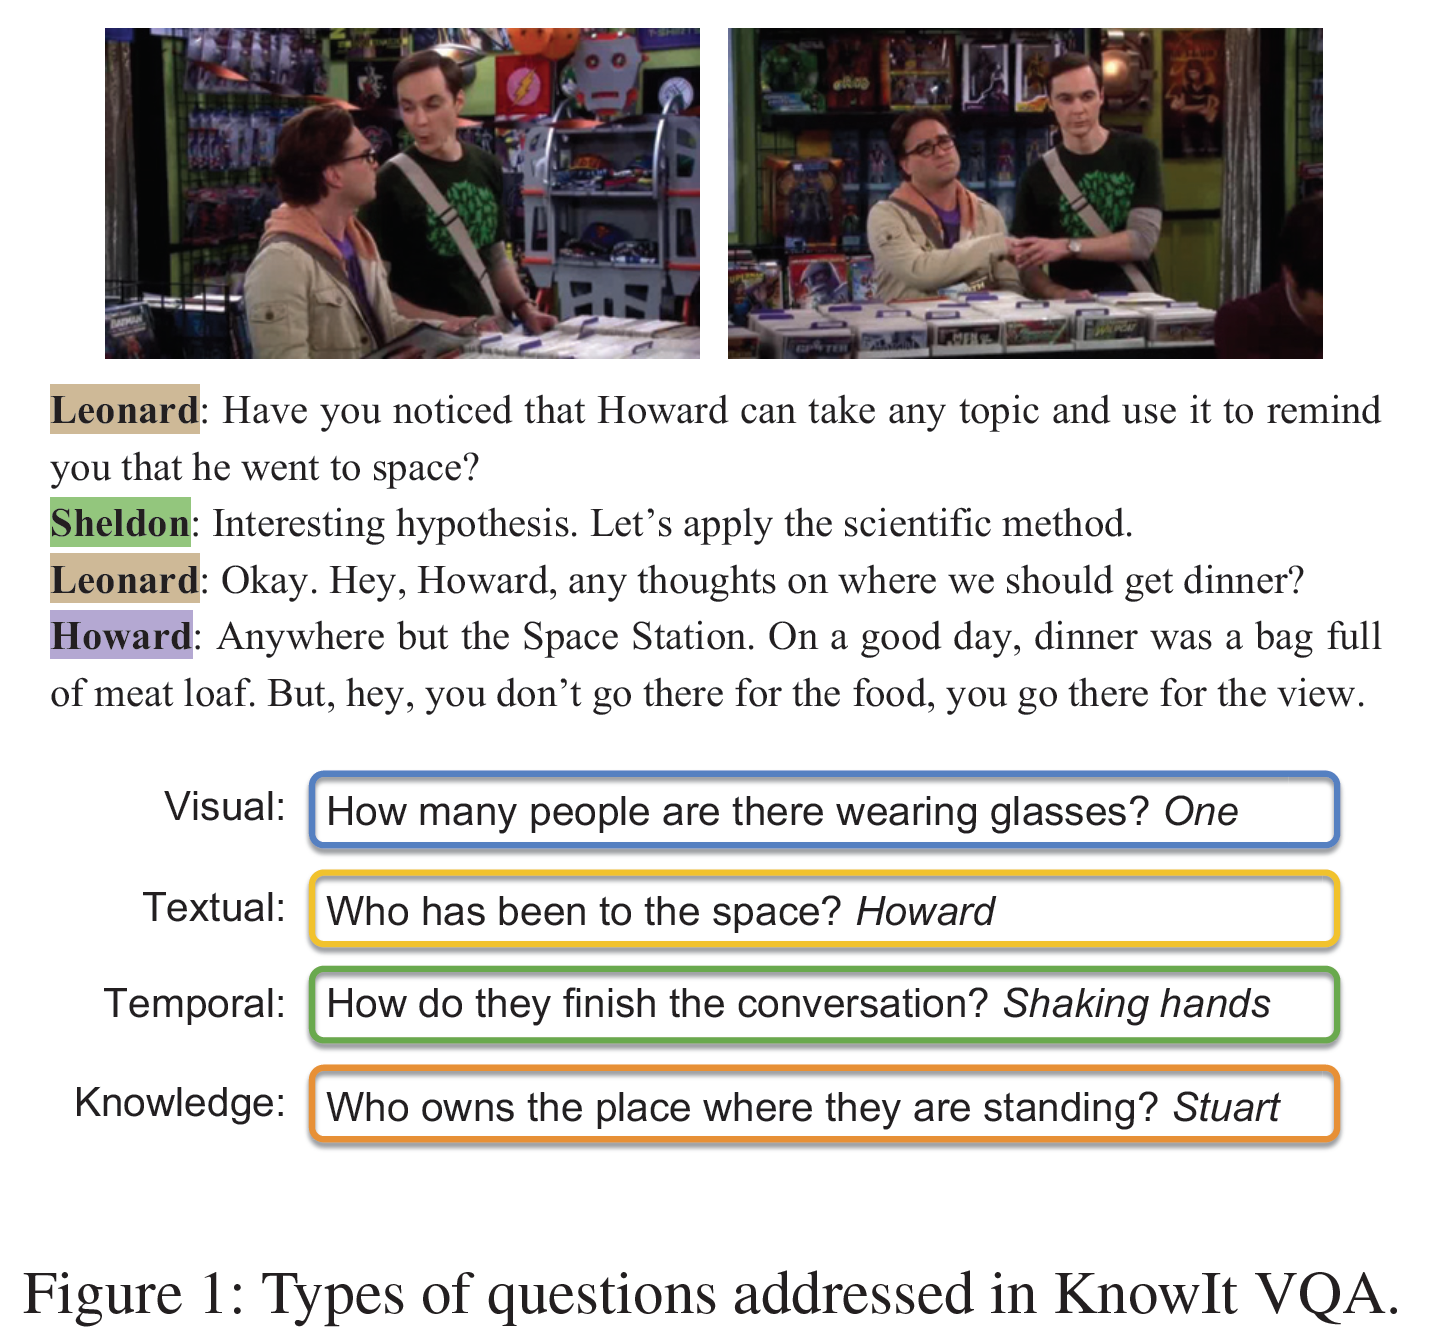 Leonard: Have you noticed that Howard can take any topic and use it to remind
you that he went to space?
Sheldon: Interesting hypothesis. Let’s apply the scientific method.
Leonard: Okay. Hey, Howard, any thoughts on where we should get dinner?
Howard: Anywhere but the Space Station. On a good day, dinner was a bag full
of meat loaf. But, hey, you don’t go there for the food, you go there for the view.
Visual: How many people are there wearing glasses? One
Textual: Who has been to the space? Howard
Temporal: How do they finish the conversation? Shaking hands
Knowledge: Who owns the place where they are standing? Stuart
Figure 1: Types of questions addressed in KnowIt VQA.